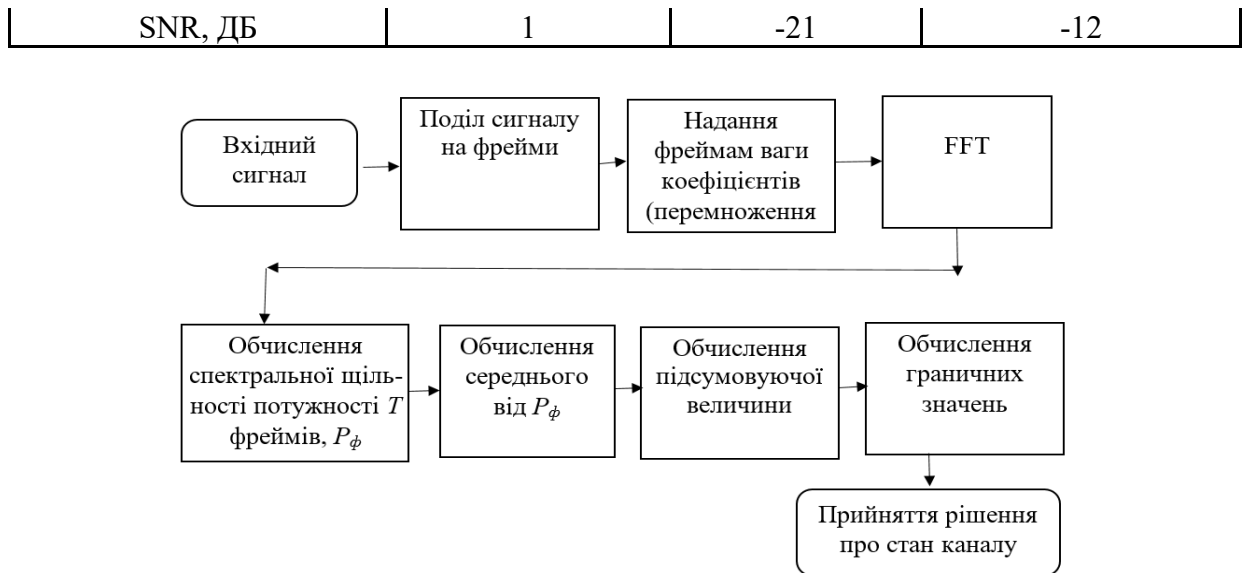 SNR, ДБ 1 -21 -12
Вхідний
сигнал
Поділ сигналу
на фрейми
Надання
фреймам ваги
коефіцієнтів
(перемноження
FFT
Обчислення
спектральної щіль-
ності потужності T
фреймів, Pф
Обчислення
середнього
від Pф
Обчислення
підсумовуючої
величини
Обчислення
граничних
значень
Прийняття рішення
про стан каналу